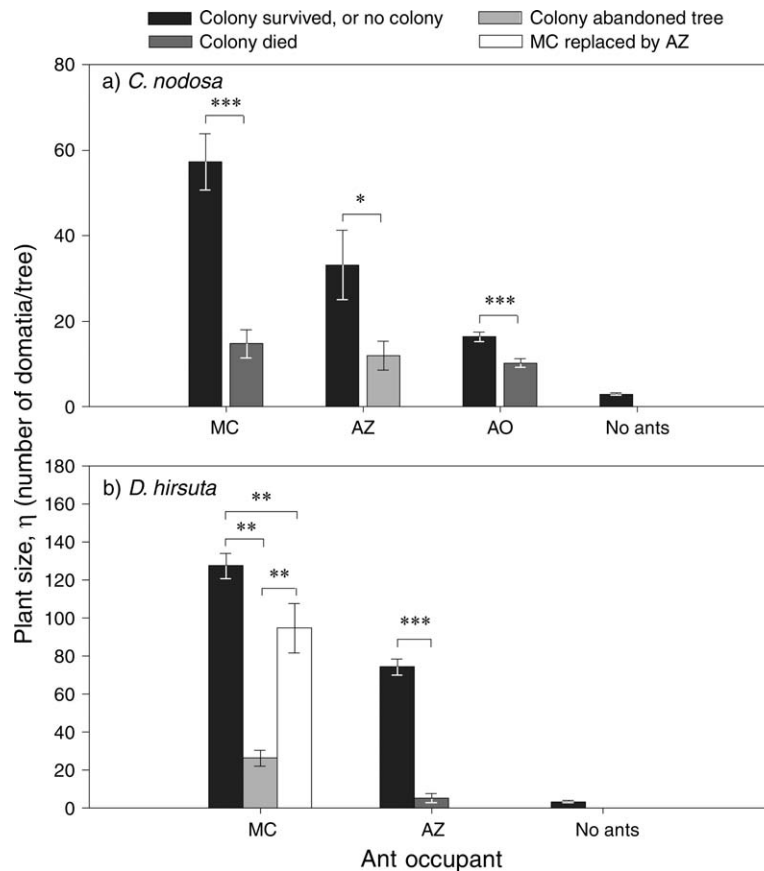 Colony survived, or no colony
Colony abandoned tree
Colony died
MC replaced by AZ
80
a) C. nodosa
***
60
*
40
***
20
0
MC
AZ
AO
No ants
180
b) D. hirsuta
160
**
140
**
120
**
100
***
80
60
40
20
0
MC
AZ
No ants
Plant size, η (number of domatia/tree)
Ant occupant